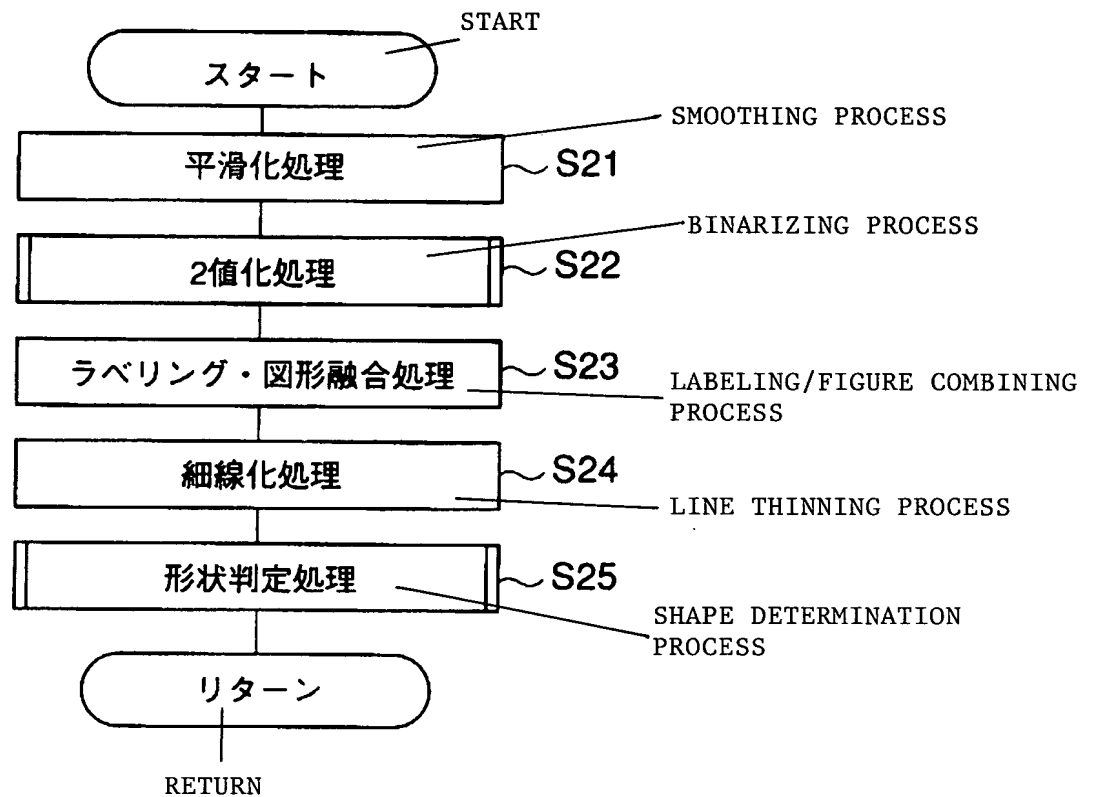 START
スタート
SMOOTHING PROCESS
平滑化処理
S21
BINARIZING PROCESS
2値化処理
S22
ラベリング・図形融合処理
S23
LABELING/FIGURE COMBINING
PROCESS
細線化処理
S24
LINE THINNING PROCESS
形状判定処理
S25
SHAPE DETERMINATION
PROCESS
リターン
RETURN